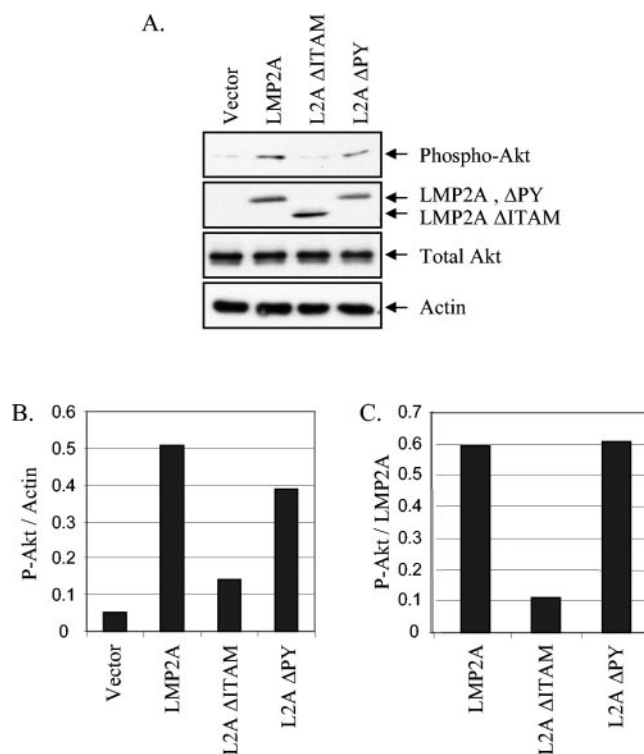 A.
Vector
LMP2A
L2A ΔITAM
L2A ΔPY
Phospho-Akt
LMP2A , ΔPY
LMP2A ΔITAM
Total Akt
Actin
B.
P-Akt / Actin
0.6
0.5
0.4
0.3
0.2
0.1
0
Vector
LMP2A
L2A ΔITAM
L2A ΔPY
C.
P-Akt / LMP2A
0.7
0.6
0.5
0.4
0.3
0.2
0.1
0
LMP2A
L2A ΔITAM
L2A ΔPY